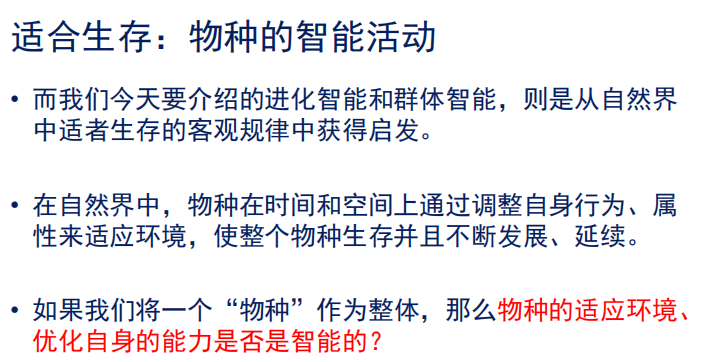 适合生存：物种的智能活动
• 而我们今天要介绍的进化智能和群体智能，则是从自然界
中适者生存的客观规律中获得启发。
• 在自然界中，物种在时间和空间上通过调整自身行为、属
性来适应环境，使整个物种生存并且不断发展、延续。
• 如果我们将一个“物种”作为整体，那么物种的适应环境、
优化自身的能力是否是智能的？